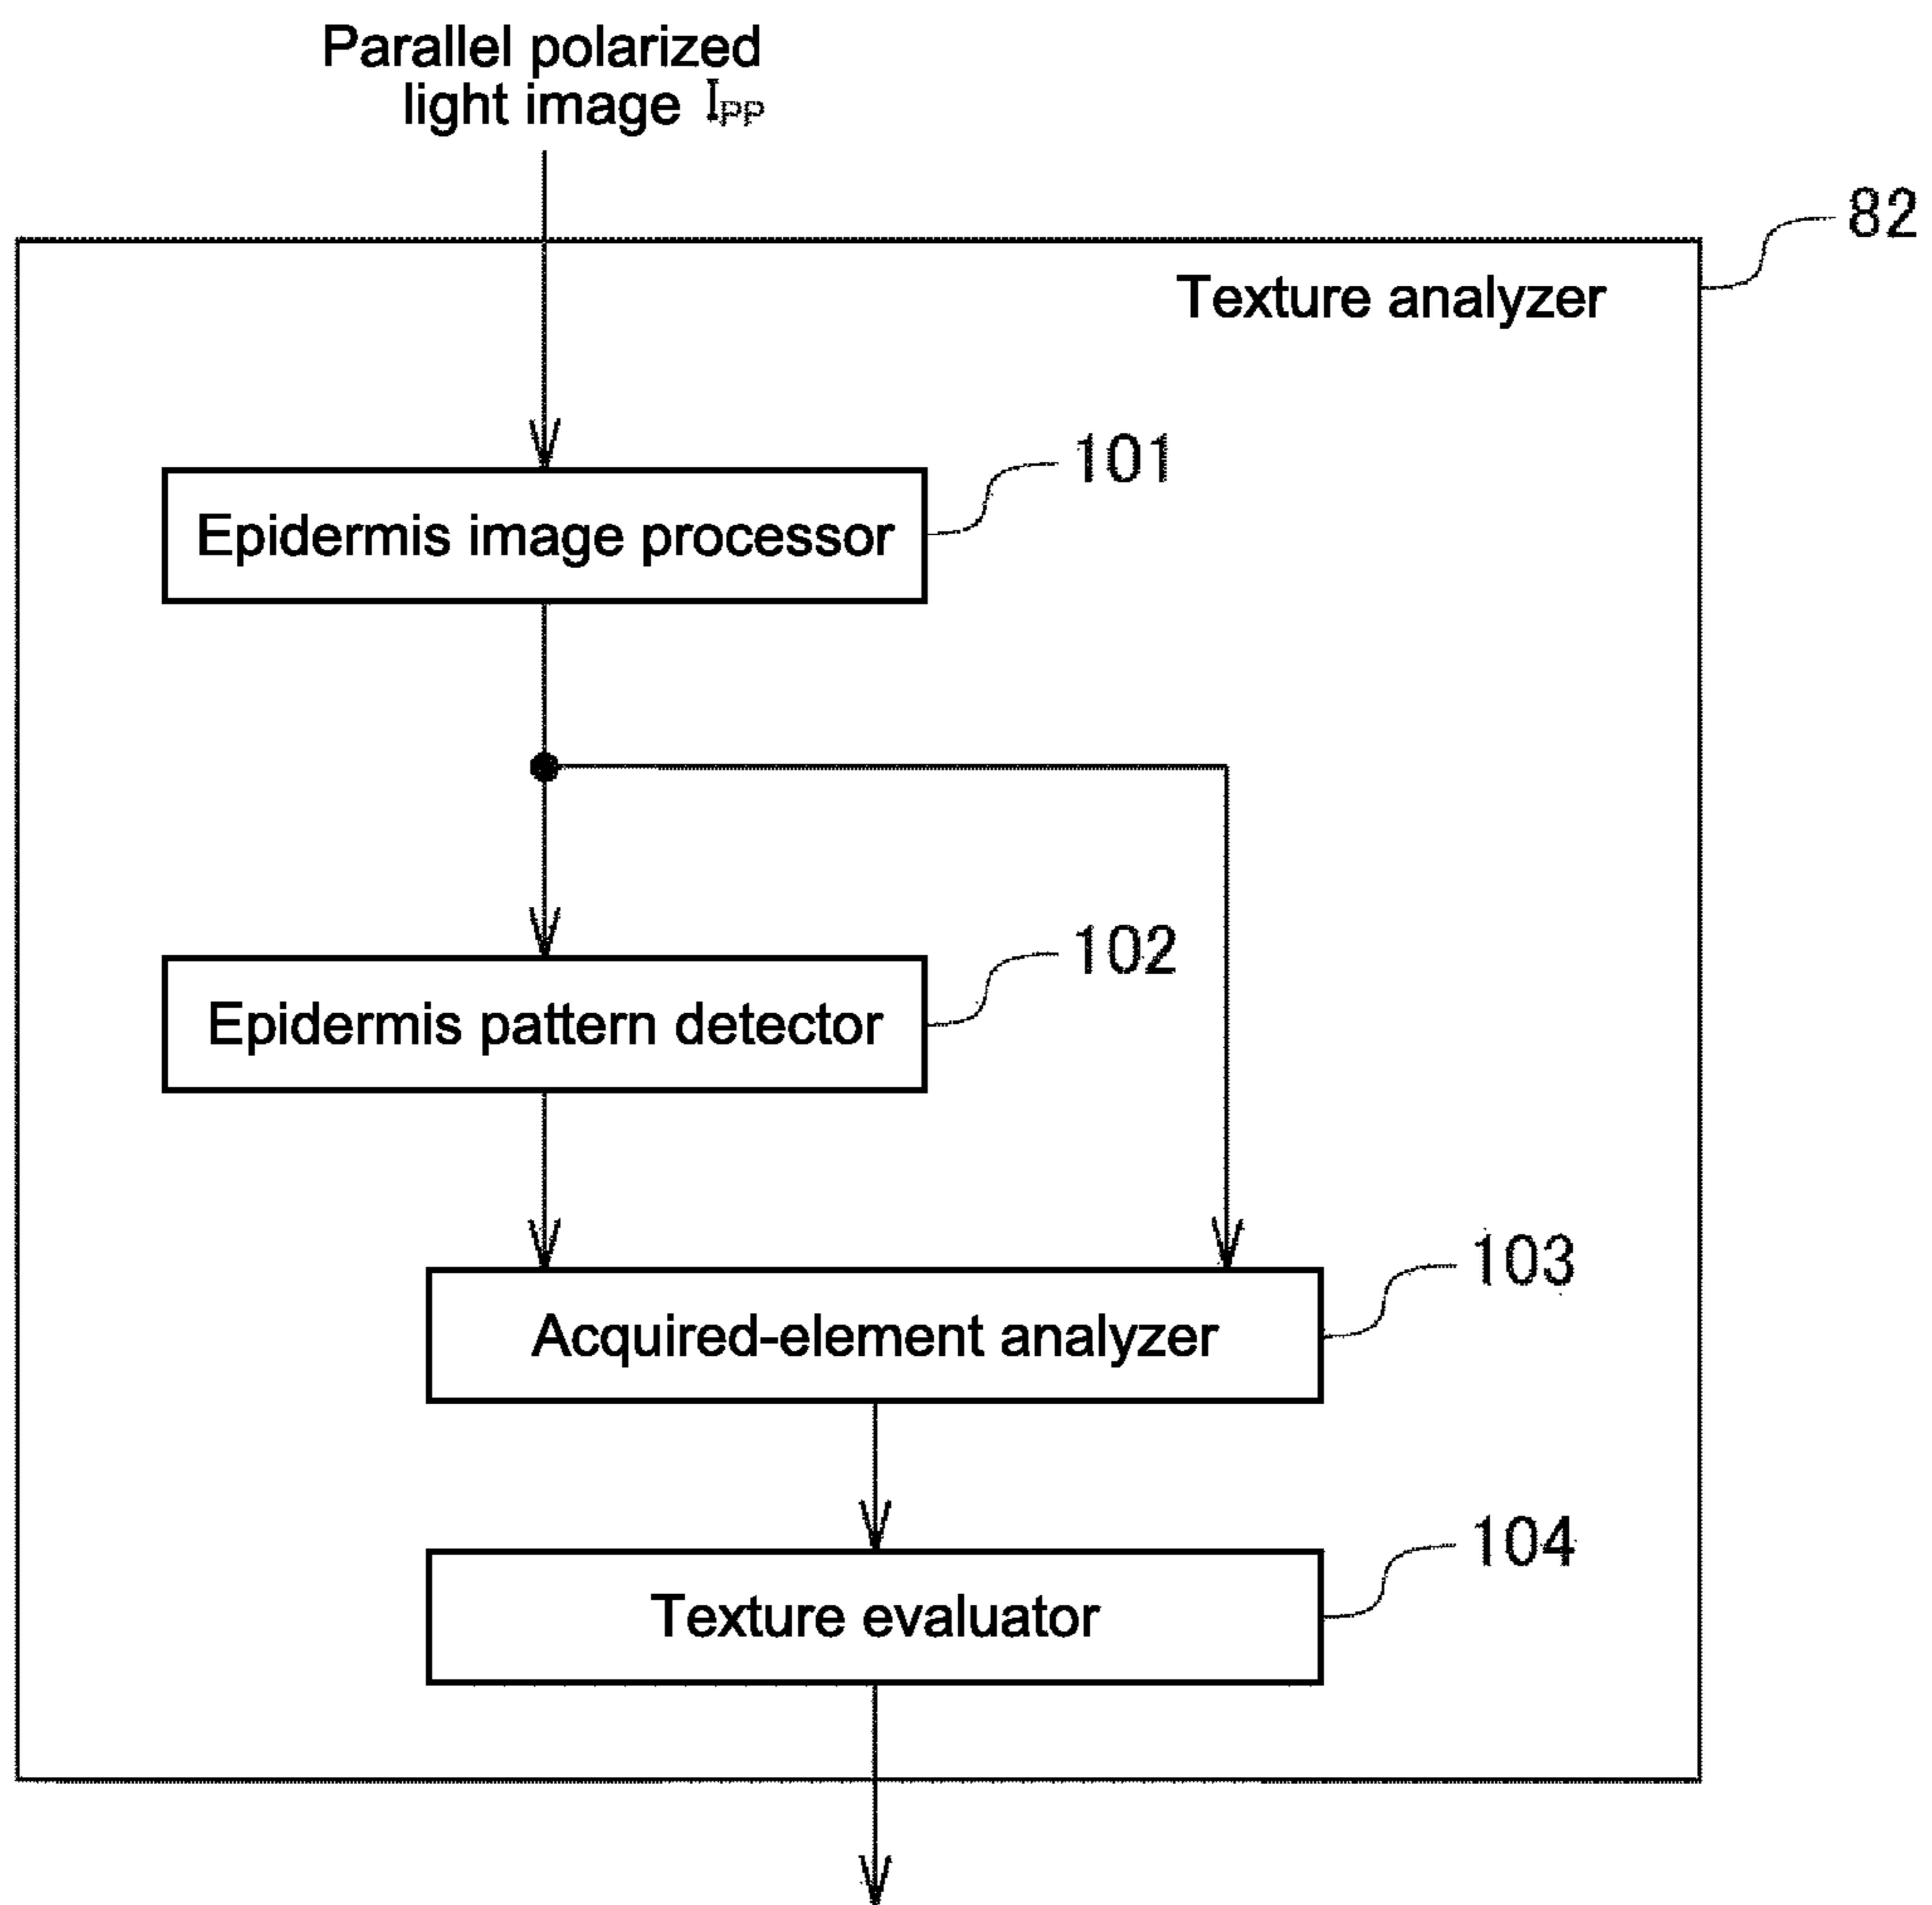 Parallel polarized
light image IPP
82
Texture analyzer
101
Epidermis image processor
102
Epidermis pattern detector
103
Acquired-element analyzer
104
Texture evaluator